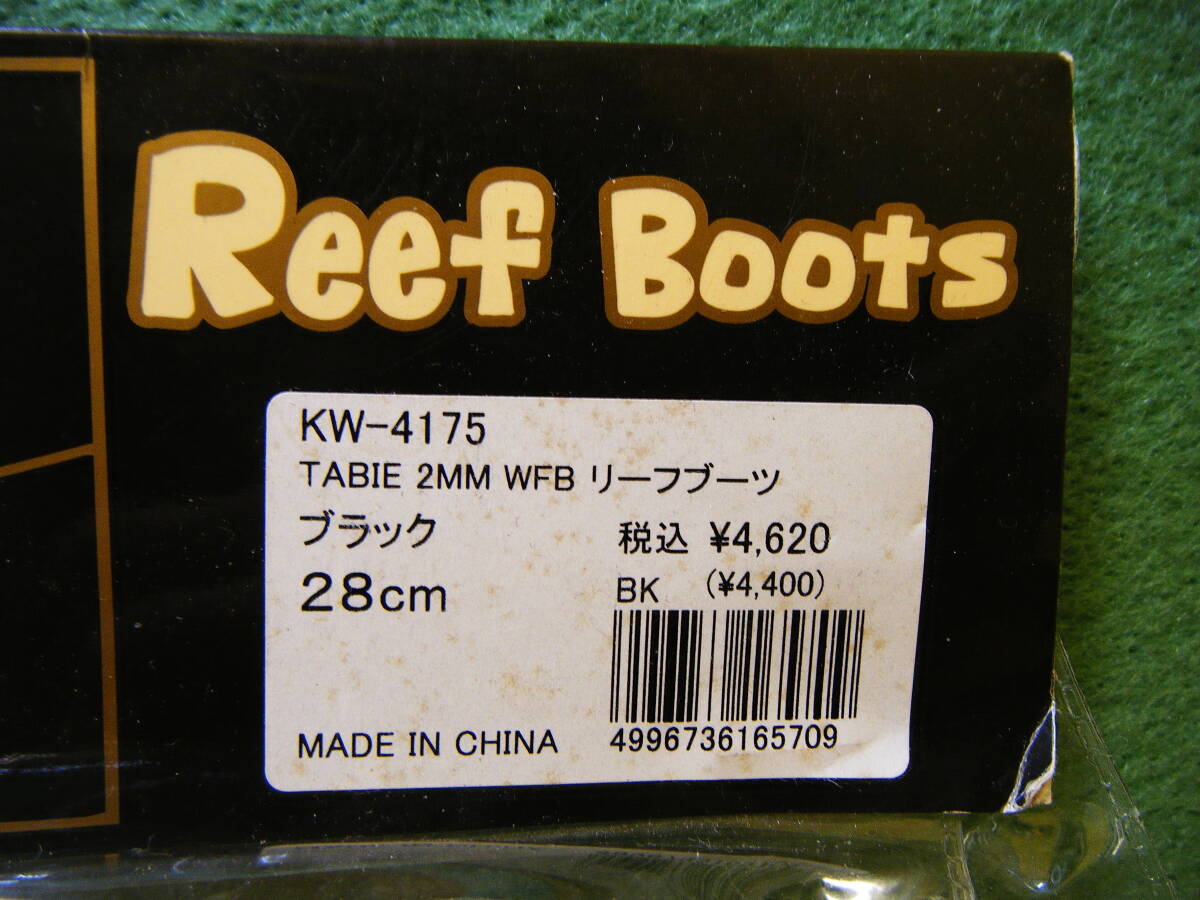 Reef Boots
KW-4175
TABIE 2MM WFB リーフブーツ
ブラック 税込 ¥4,620
28cm BK (¥4,400)
MADE IN CHINA 4996736165709